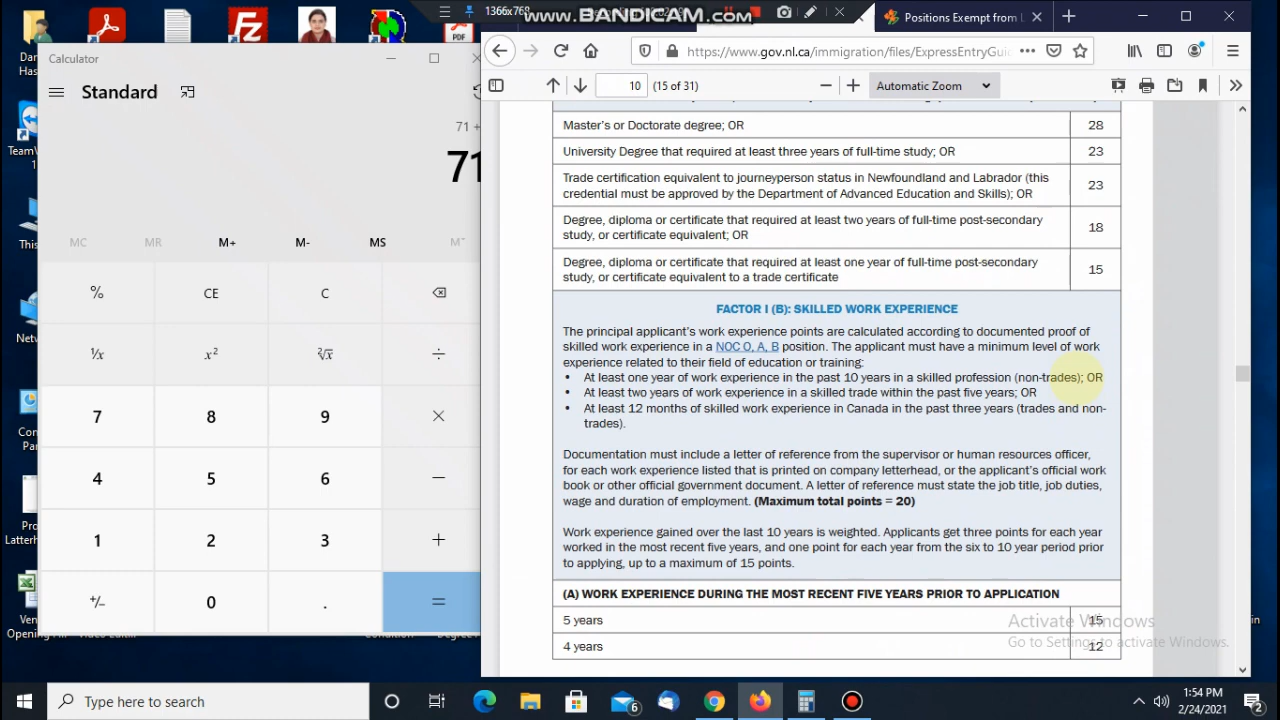 1366x768
www.BANDICAM.com
Positions Exempt from
Calculator
https://www.gov.nl.ca/immigration/files/ExpressEntryGui
Standard
10 (15 of 31)
Automatic Zoom
71 +
71
MC MR M+ M- MS
% CE C
¹/x x² ²√x ÷
7 8 9 ×
4 5 6 −
1 2 3 +
+/- 0 . =
Master's or Doctorate degree; OR 28
University Degree that required at least three years of full-time study; OR 23
Trade certification equivalent to journeyperson status in Newfoundland and Labrador (this
credential must be approved by the Department of Advanced Education and Skills); OR 23
Degree, diploma or certificate that required at least two years of full-time post-secondary
study, or certificate equivalent; OR 18
Degree, diploma or certificate that required at least one year of full-time post-secondary
study, or certificate equivalent to a trade certificate 15
FACTOR I (B): SKILLED WORK EXPERIENCE
The principal applicant's work experience points are calculated according to documented proof of
skilled work experience in a NOC O, A, B position. The applicant must have a minimum level of work
experience related to their field of education or training:
• At least one year of work experience in the past 10 years in a skilled profession (non-trades); OR
• At least two years of work experience in a skilled trade within the past five years; OR
• At least 12 months of skilled work experience in Canada in the past three years (trades and non-
trades).
Documentation must include a letter of reference from the supervisor or human resources officer,
for each work experience listed that is printed on company letterhead, or the applicant's official work
book or other official government document. A letter of reference must state the job title, job duties,
wage and duration of employment. (Maximum total points = 20)
Work experience gained over the last 10 years is weighted. Applicants get three points for each year
worked in the most recent five years, and one point for each year from the six to 10 year period prior
to applying, up to a maximum of 15 points.
(A) WORK EXPERIENCE DURING THE MOST RECENT FIVE YEARS PRIOR TO APPLICATION
5 years 15
4 years 12
Activate Windows
Go to Settings to activate Windows.
Type here to search
6
1:54 PM
2/24/2021
2